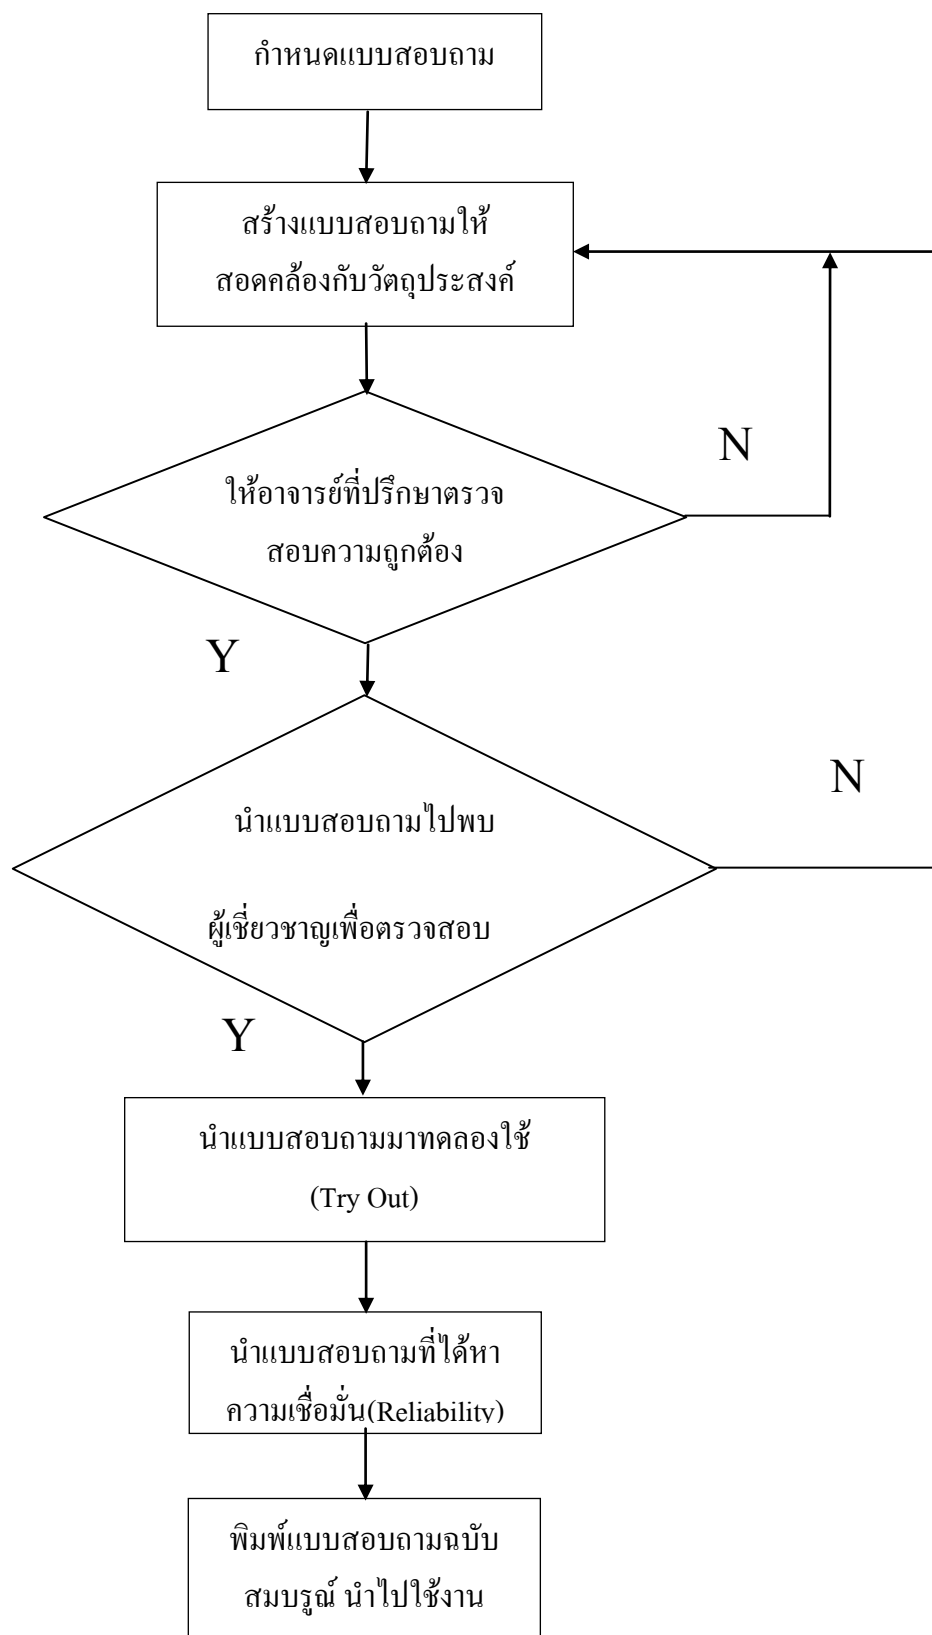 กำหนดแบบสอบถาม
สร้างแบบสอบถามให้
สอดคล้องกับวัตถุประสงค์
N
ให้อาจารย์ที่ปรึกษาตรวจ
สอบความถูกต้อง
Y
N
นำแบบสอบถามไปพบ
ผู้เชี่ยวชาญเพื่อตรวจสอบ
Y
นำแบบสอบถามมาทดลองใช้
(Try Out)
นำแบบสอบถามที่ได้หา
ความเชื่อมั่น(Reliability)
พิมพ์แบบสอบถามฉบับ
สมบรูณ์ นำไปใช้งาน